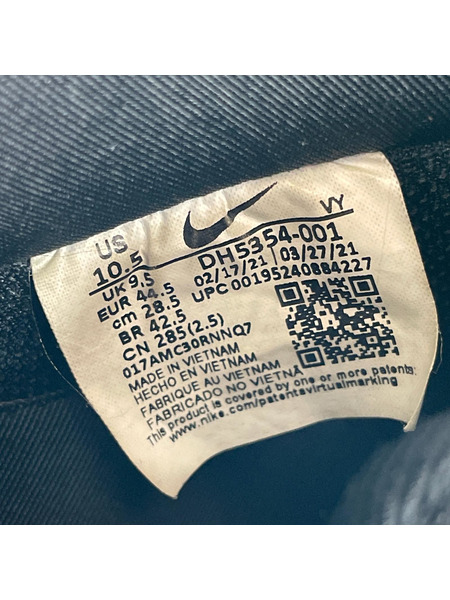 VY
US
10.5 DH5354-001
UK 9.5 02/17/21 03/27/21
EUR 44.5 UPC 00195240884227
cm 28.5
BR 42.5
CN 285(2.5)
017AMC30RNNQ7
MADE IN VIETNAM
HECHO EN VIETNAM
FABRIQUE AU VIETNAM
FABRICADO NO VIETNÃ
This product is covered by one or more patents:
www.nike.com/patentsvirtualmarking